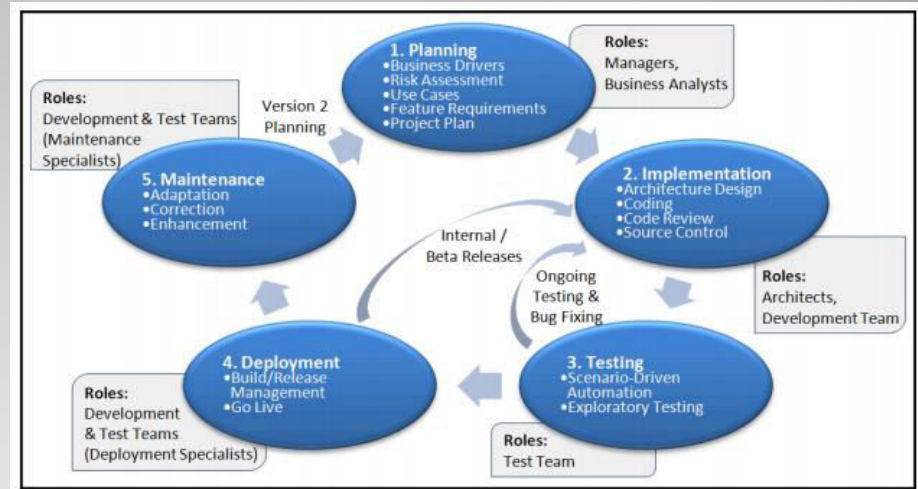 1. Planning
•Business Drivers
•Risk Assessment
•Use Cases
•Feature Requirements
•Project Plan
Roles:
Managers,
Business Analysts
2. Implementation
•Architecture Design
•Coding
•Code Review
•Source Control
Roles:
Architects,
Development Team
3. Testing
•Scenario-Driven
Automation
•Exploratory Testing
Roles:
Test Team
Ongoing
Testing &
Bug Fixing
4. Deployment
•Build/Release
Management
•Go Live
Roles:
Development
& Test Teams
(Deployment Specialists)
Internal /
Beta Releases
5. Maintenance
•Adaptation
•Correction
•Enhancement
Roles:
Development & Test Teams
(Maintenance
Specialists)
Version 2
Planning